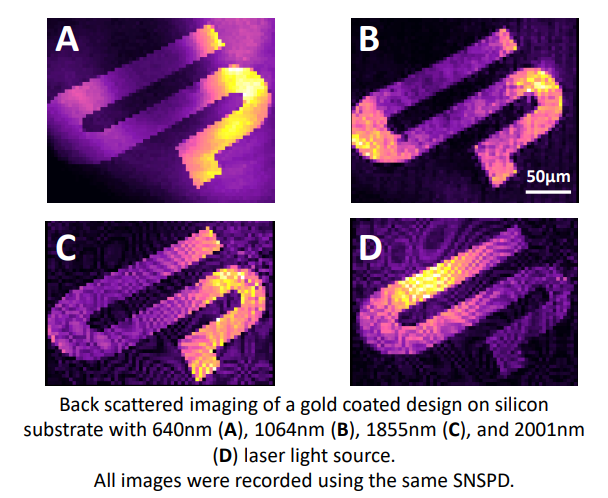 A
B
50μm
C
D
Back scattered imaging of a gold coated design on silicon
substrate with 640nm (A), 1064nm (B), 1855nm (C), and 2001nm
(D) laser light source.
All images were recorded using the same SNSPD.